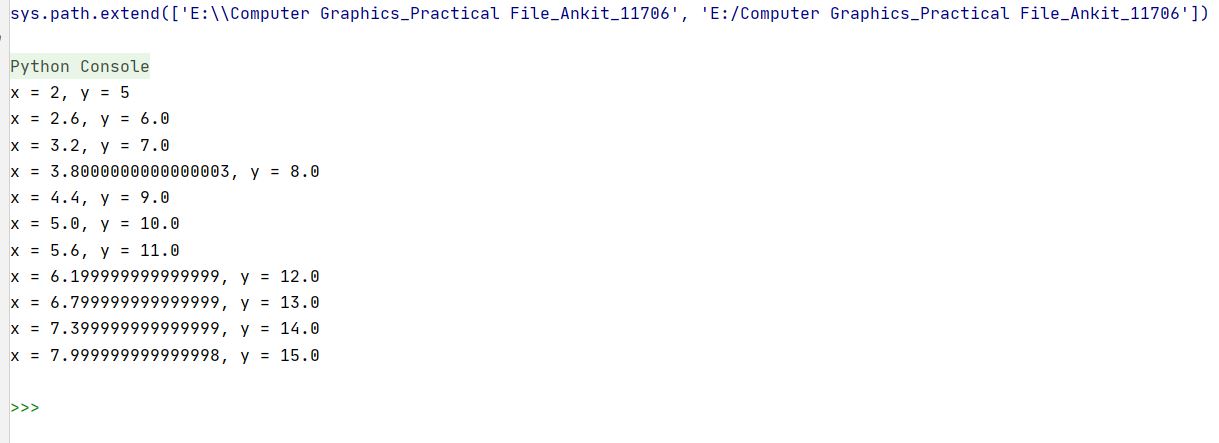 sys.path.extend(['E:\\Computer Graphics_Practical File_Ankit_11706', 'E:/Computer Graphics_Practical File_Ankit_11706'])
Python Console
x = 2, y = 5
x = 2.6, y = 6.0
x = 3.2, y = 7.0
x = 3.8000000000000003, y = 8.0
x = 4.4, y = 9.0
x = 5.0, y = 10.0
x = 5.6, y = 11.0
x = 6.199999999999999, y = 12.0
x = 6.799999999999999, y = 13.0
x = 7.399999999999999, y = 14.0
x = 7.999999999999998, y = 15.0
>>>